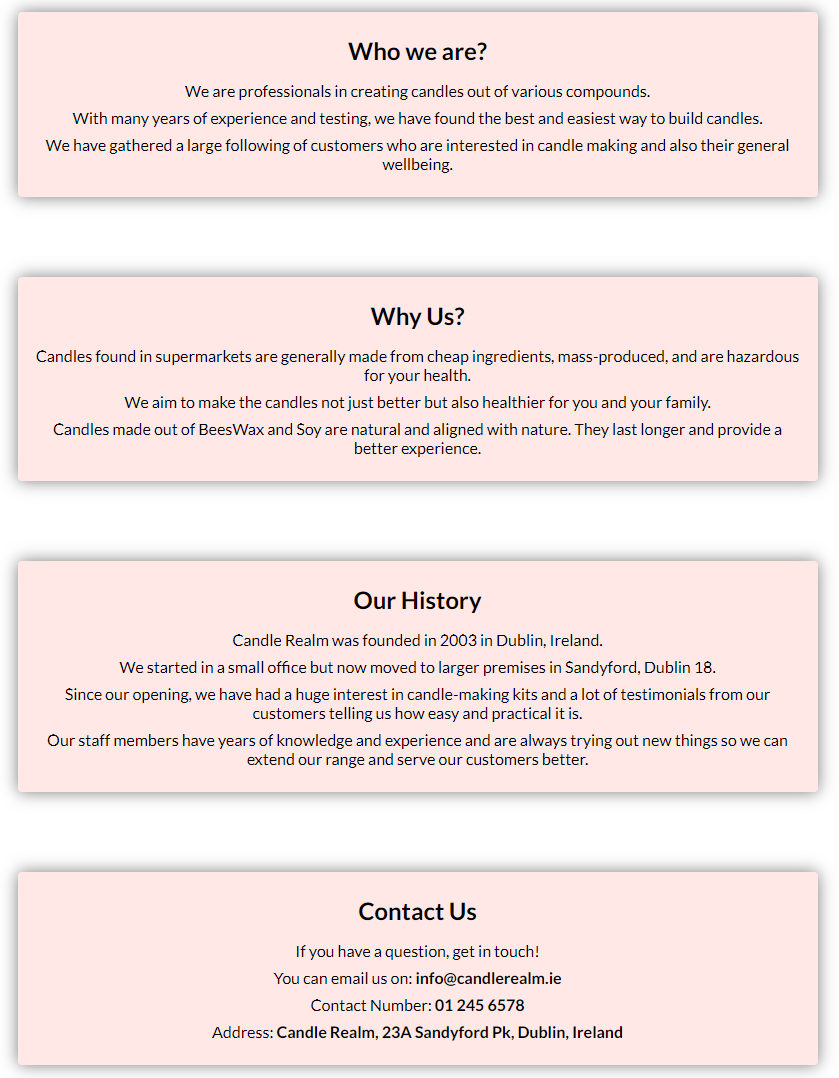 Who we are?
We are professionals in creating candles out of various compounds.
With many years of experience and testing, we have found the best and easiest way to build candles.
We have gathered a large following of customers who are interested in candle making and also their general
wellbeing.
Why Us?
Candles found in supermarkets are generally made from cheap ingredients, mass-produced, and are hazardous
for your health.
We aim to make the candles not just better but also healthier for you and your family.
Candles made out of BeesWax and Soy are natural and aligned with nature. They last longer and provide a
better experience.
Our History
Candle Realm was founded in 2003 in Dublin, Ireland.
We started in a small office but now moved to larger premises in Sandyford, Dublin 18.
Since our opening, we have had a huge interest in candle-making kits and a lot of testimonials from our
customers telling us how easy and practical it is.
Our staff members have years of knowledge and experience and are always trying out new things so we can
extend our range and serve our customers better.
Contact Us
If you have a question, get in touch!
You can email us on: info@candlerealm.ie
Contact Number: 01 245 6578
Address: Candle Realm, 23A Sandyford Pk, Dublin, Ireland